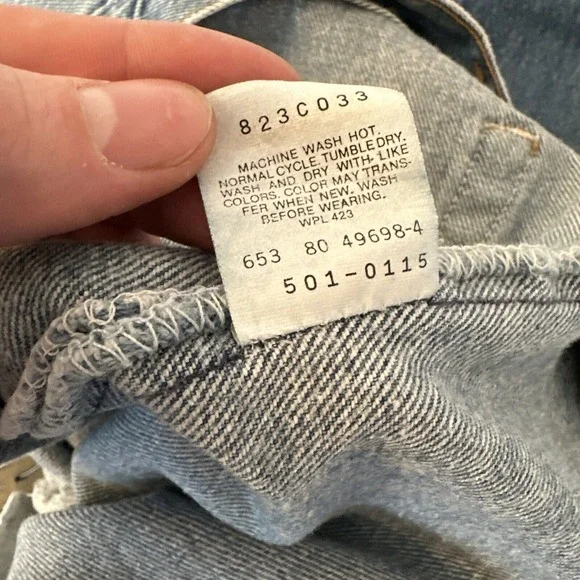 823C033
MACHINE WASH HOT,
NORMAL CYCLE, TUMBLE DRY.
WASH AND DRY WITH LIKE
COLORS. COLOR MAY TRANS-
FER WHEN NEW. WASH
BEFORE WEARING.
WPL 423
653 80 49698-4
501-0115